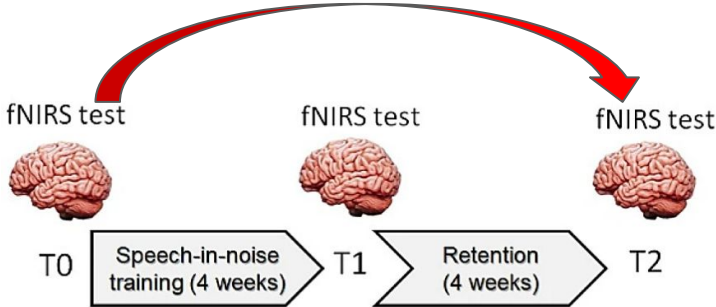 fNIRS test
fNIRS test
fNIRS test
T0
Speech-in-noise
training (4 weeks)
T1
Retention
(4 weeks)
T2